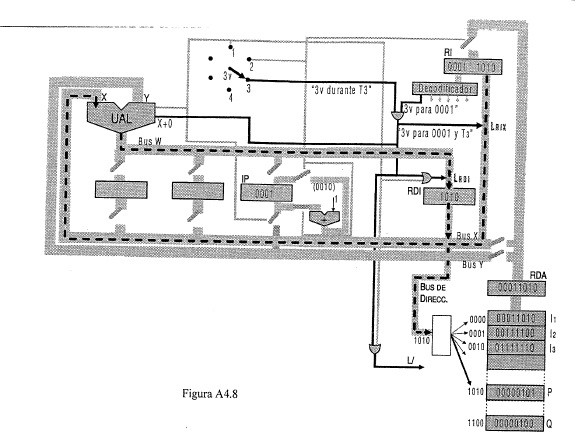 1
2
3v
3
4
"3v durante T3"
RI
0001 1010
Decodificador
3v para 0001"
"3v para 0001 y T3"
LRIX
X
Y
UAL
X+0
Bus W
IP
0001
(0010)
1
+
LRDI
RDI
1010
Bus X
Bus Y
BUS DE
DIRECC.
1010
L/
RDA
00011010
0000
00011010
I1
0001
00111100
I2
0010
01111110
I3
1010
00000101
P
1100
00000100
Q
Figura A4.8